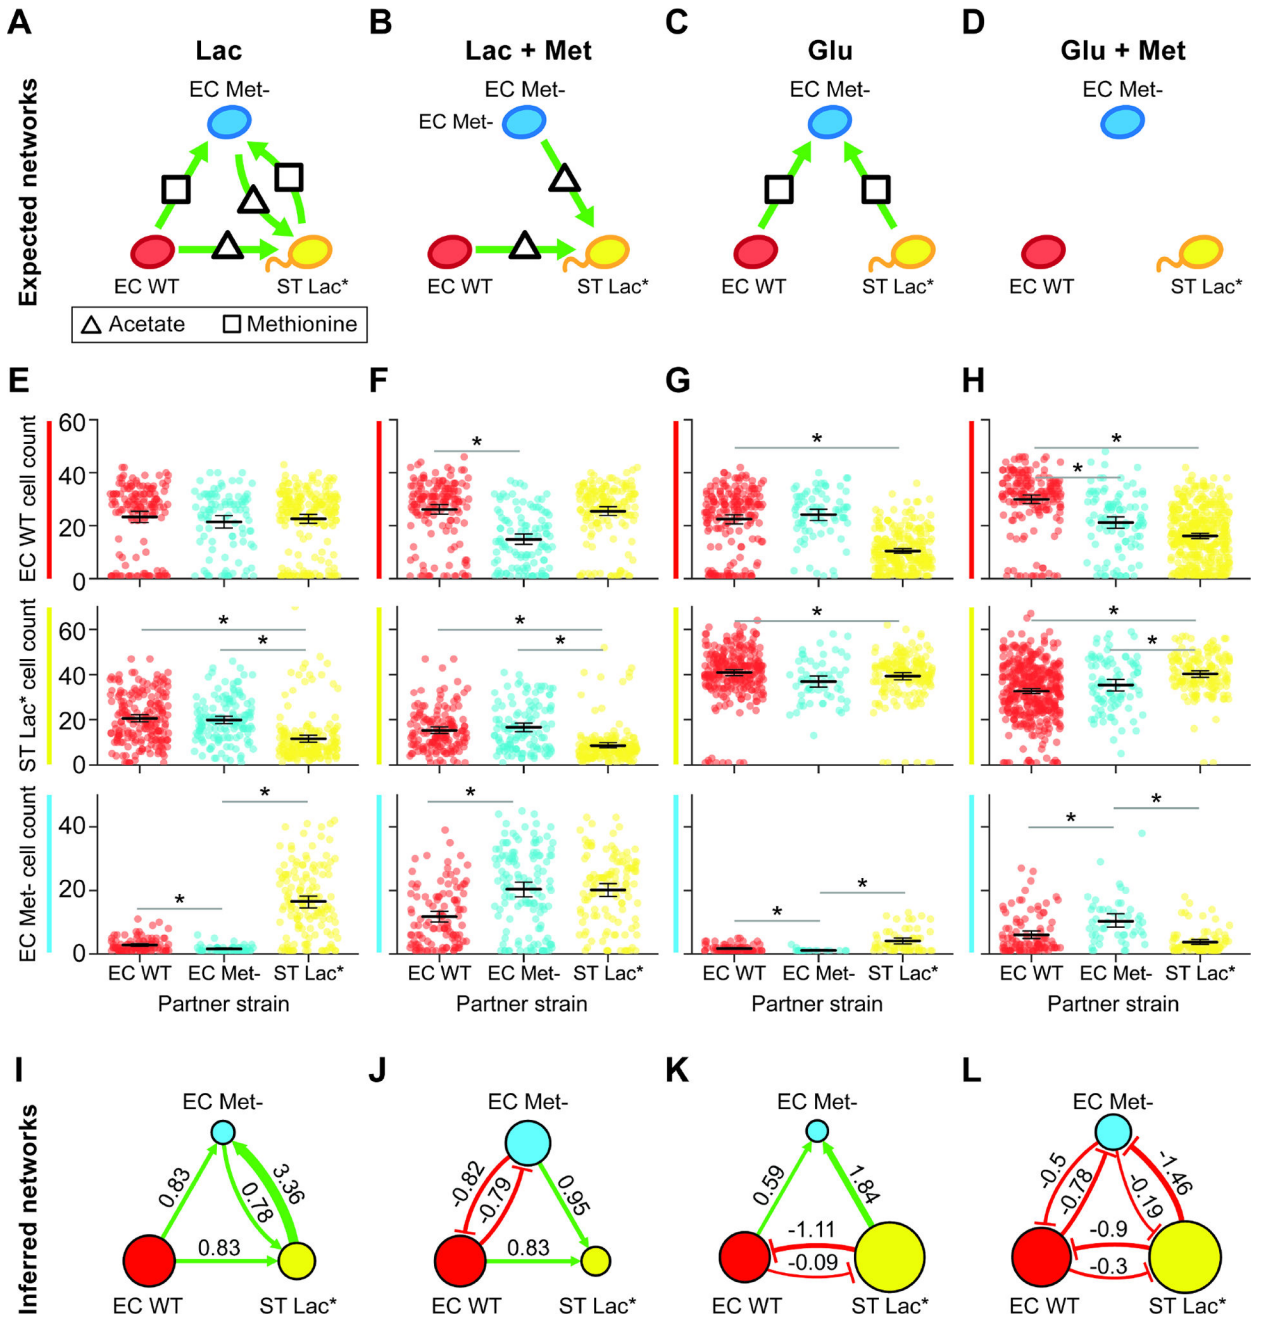 A B C D
Lac Lac + Met Glu Glu + Met
Expected networks
EC Met- EC Met- EC Met- EC Met-
EC Met-
EC WT ST Lac* EC WT ST Lac* EC WT ST Lac* EC WT ST Lac*
Acetate Methionine
E F G H
EC WT cell count
60
40
20
0
* * * *
*
ST Lac* cell count
60
40
20
0
* * * *
* * *
EC Met- cell count
40
20
0
* * * *
* * *
EC WT EC Met- ST Lac* EC WT EC Met- ST Lac* EC WT EC Met- ST Lac* EC WT EC Met- ST Lac*
Partner strain Partner strain Partner strain Partner strain
I J K L
Inferred networks
EC Met- EC Met- EC Met- EC Met-
0.83 0.78 3.36 -0.82 -0.79 0.95 0.59 1.84 -0.5 -0.78 -0.19 -1.46
0.83 0.83 -1.11 -0.9
-0.09 -0.3
EC WT ST Lac* EC WT ST Lac* EC WT ST Lac* EC WT ST Lac*